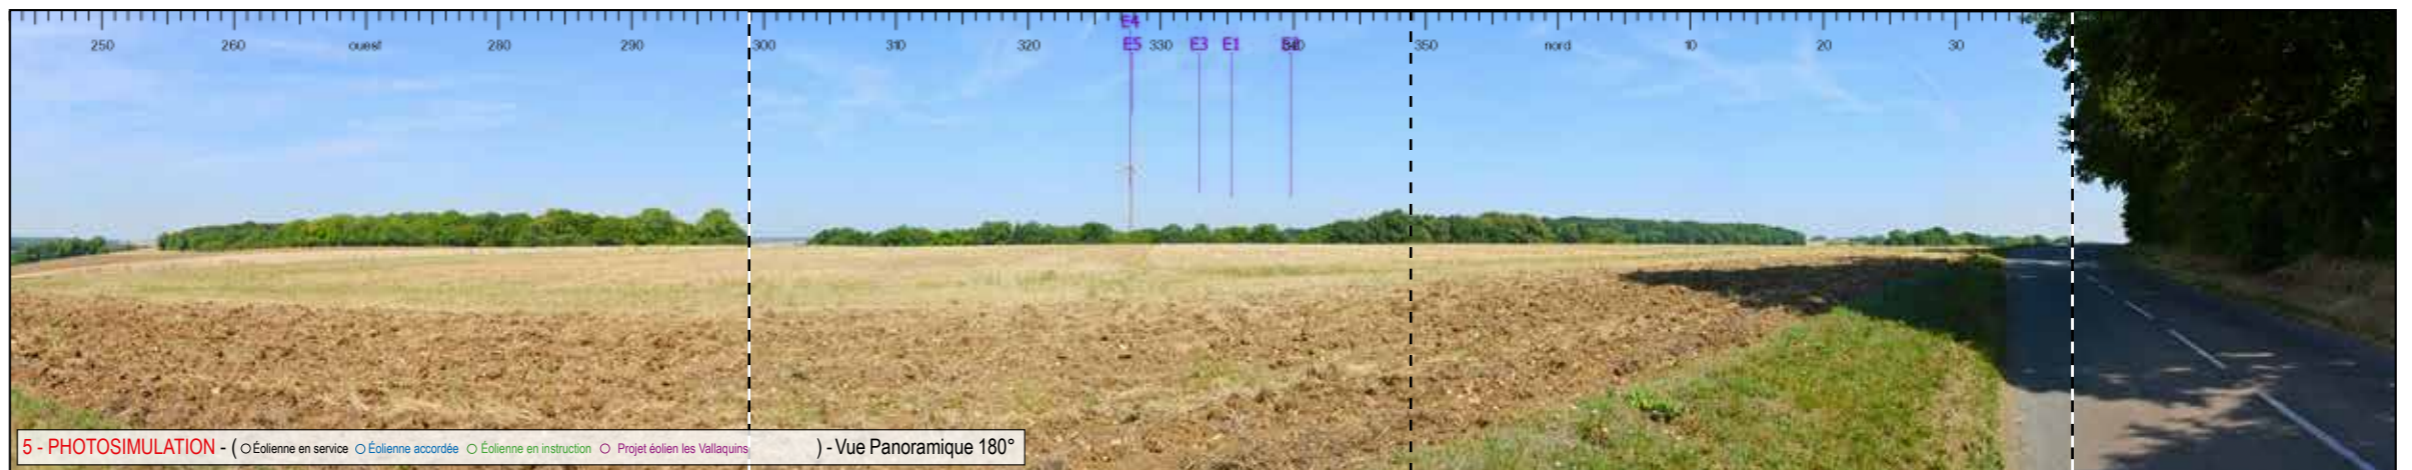 E4
250 260 ouest 280 290 300 310 320 E5 330 E3 E1 340 350 nord 10 20 30
5 - PHOTOSIMULATION - ( Éolienne en service Éolienne accordée Éolienne en instruction Projet éolien les Vallaquins ) - Vue Panoramique 180°